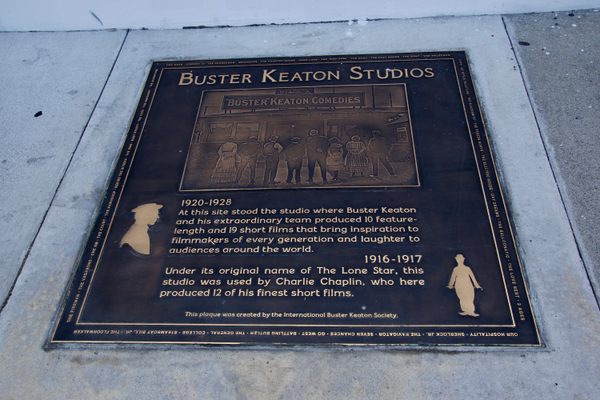 BUSTER KEATON STUDIOS
BUSTER KEATON COMEDIES
1920-1928
At this site stood the studio where Buster Keaton
and his extraordinary team produced 10 feature-
length and 19 short films that bring inspiration to
filmmakers of every generation and laughter to
audiences around the world.
1916-1917
Under its original name of The Lone Star, this
studio was used by Charlie Chaplin, who here
produced 12 of his finest short films.
This plaque was created by the International Buster Keaton Society.
OUR HOSPITALITY · SHERLOCK, JR. · THE NAVIGATOR · SEVEN CHANCES · GO WEST · BATTLING BUTLER · THE GENERAL · COLLEGE · STEAMBOAT BILL, JR. · THE FLOORWALKER